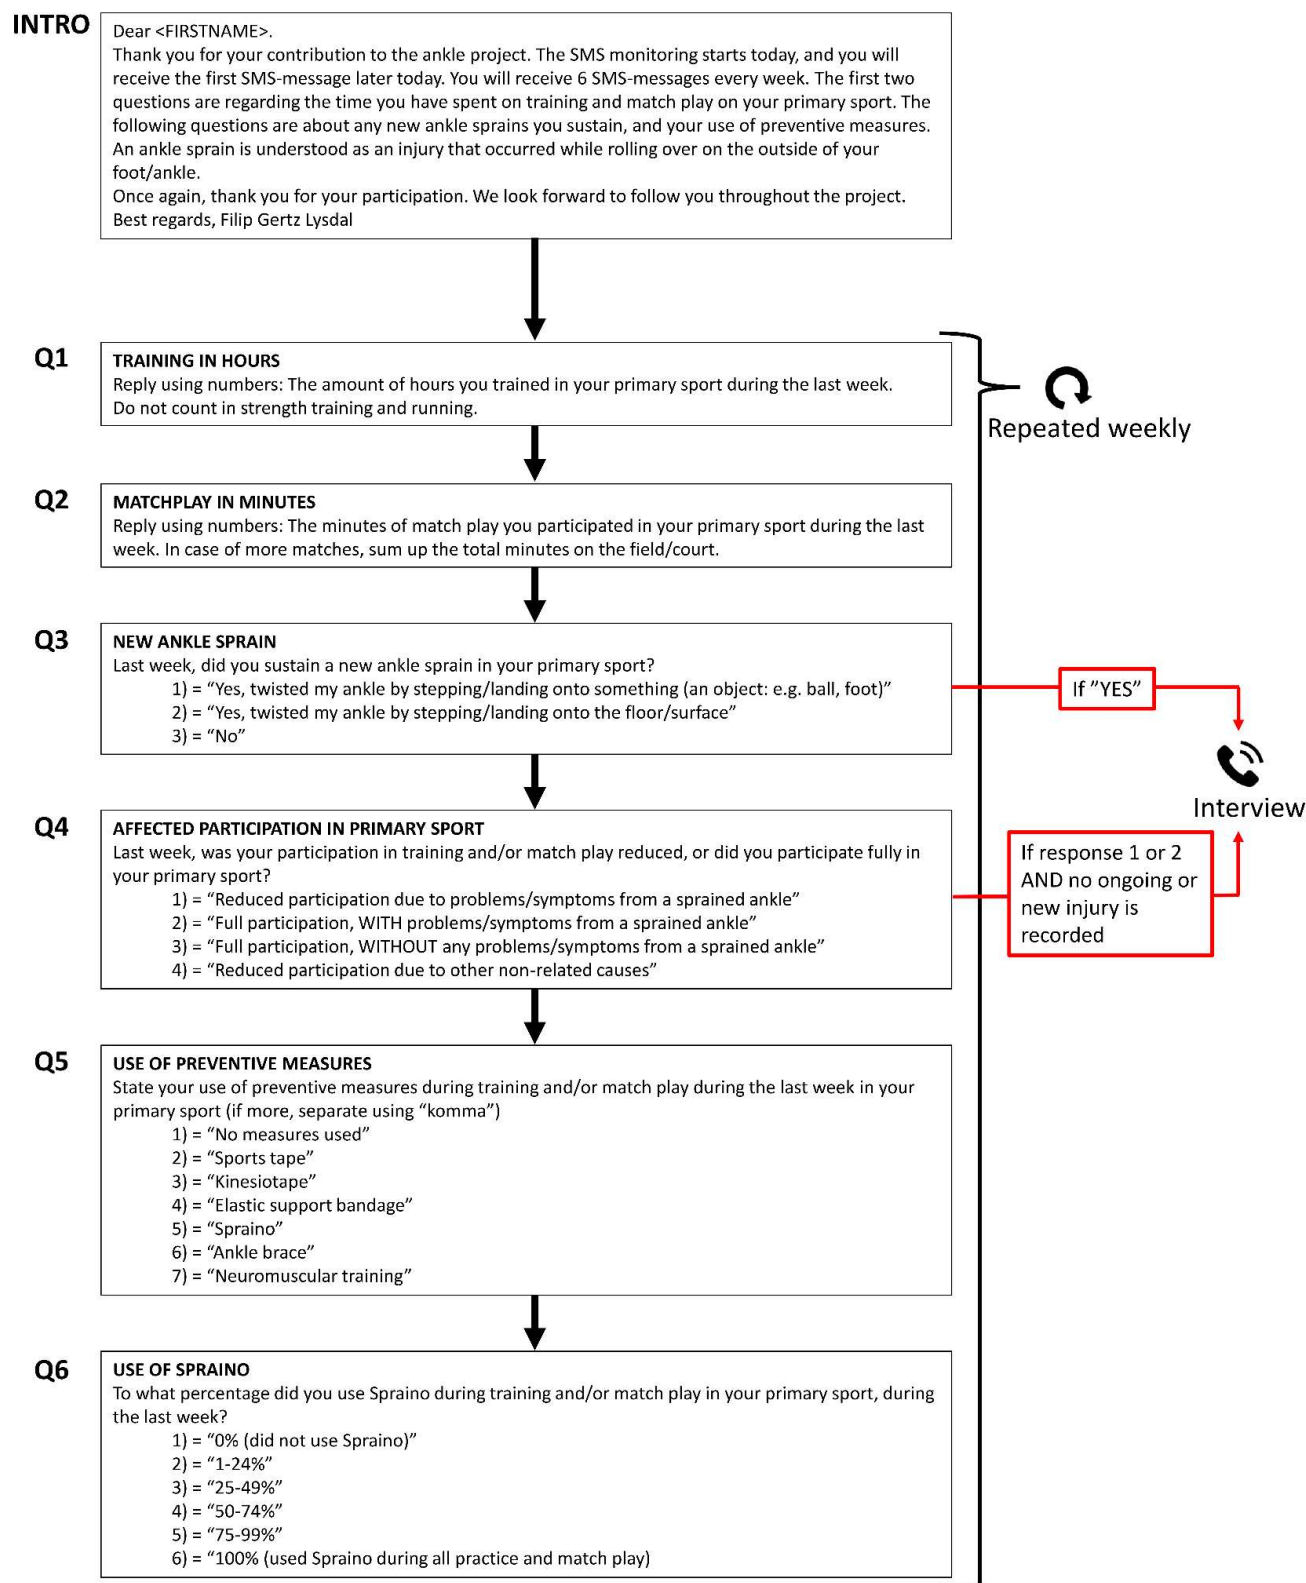 INTRO
Dear <FIRSTNAME>.
Thank you for your contribution to the ankle project. The SMS monitoring starts today, and you will
receive the first SMS-message later today. You will receive 6 SMS-messages every week. The first two
questions are regarding the time you have spent on training and match play on your primary sport. The
following questions are about any new ankle sprains you sustain, and your use of preventive measures.
An ankle sprain is understood as an injury that occurred while rolling over on the outside of your
foot/ankle.
Once again, thank you for your participation. We look forward to follow you throughout the project.
Best regards, Filip Gertz Lysdal
Q1
TRAINING IN HOURS
Reply using numbers: The amount of hours you trained in your primary sport during the last week.
Do not count in strength training and running.
Repeated weekly
Q2
MATCHPLAY IN MINUTES
Reply using numbers: The minutes of match play you participated in your primary sport during the last
week. In case of more matches, sum up the total minutes on the field/court.
Q3
NEW ANKLE SPRAIN
Last week, did you sustain a new ankle sprain in your primary sport?
1) = “Yes, twisted my ankle by stepping/landing onto something (an object: e.g. ball, foot)”
2) = “Yes, twisted my ankle by stepping/landing onto the floor/surface”
3) = “No”
If ”YES”
Interview
Q4
AFFECTED PARTICIPATION IN PRIMARY SPORT
Last week, was your participation in training and/or match play reduced, or did you participate fully in
your primary sport?
1) = “Reduced participation due to problems/symptoms from a sprained ankle”
2) = “Full participation, WITH problems/symptoms from a sprained ankle”
3) = “Full participation, WITHOUT any problems/symptoms from a sprained ankle”
4) = “Reduced participation due to other non-related causes”
If response 1 or 2
AND no ongoing or
new injury is
recorded
Q5
USE OF PREVENTIVE MEASURES
State your use of preventive measures during training and/or match play during the last week in your
primary sport (if more, separate using “komma”)
1) = “No measures used”
2) = “Sports tape”
3) = “Kinesiotape”
4) = “Elastic support bandage”
5) = “Spraino”
6) = “Ankle brace”
7) = “Neuromuscular training”
Q6
USE OF SPRAINO
To what percentage did you use Spraino during training and/or match play in your primary sport, during
the last week?
1) = “0% (did not use Spraino)”
2) = “1-24%”
3) = “25-49%”
4) = “50-74%”
5) = “75-99%”
6) = “100% (used Spraino during all practice and match play)